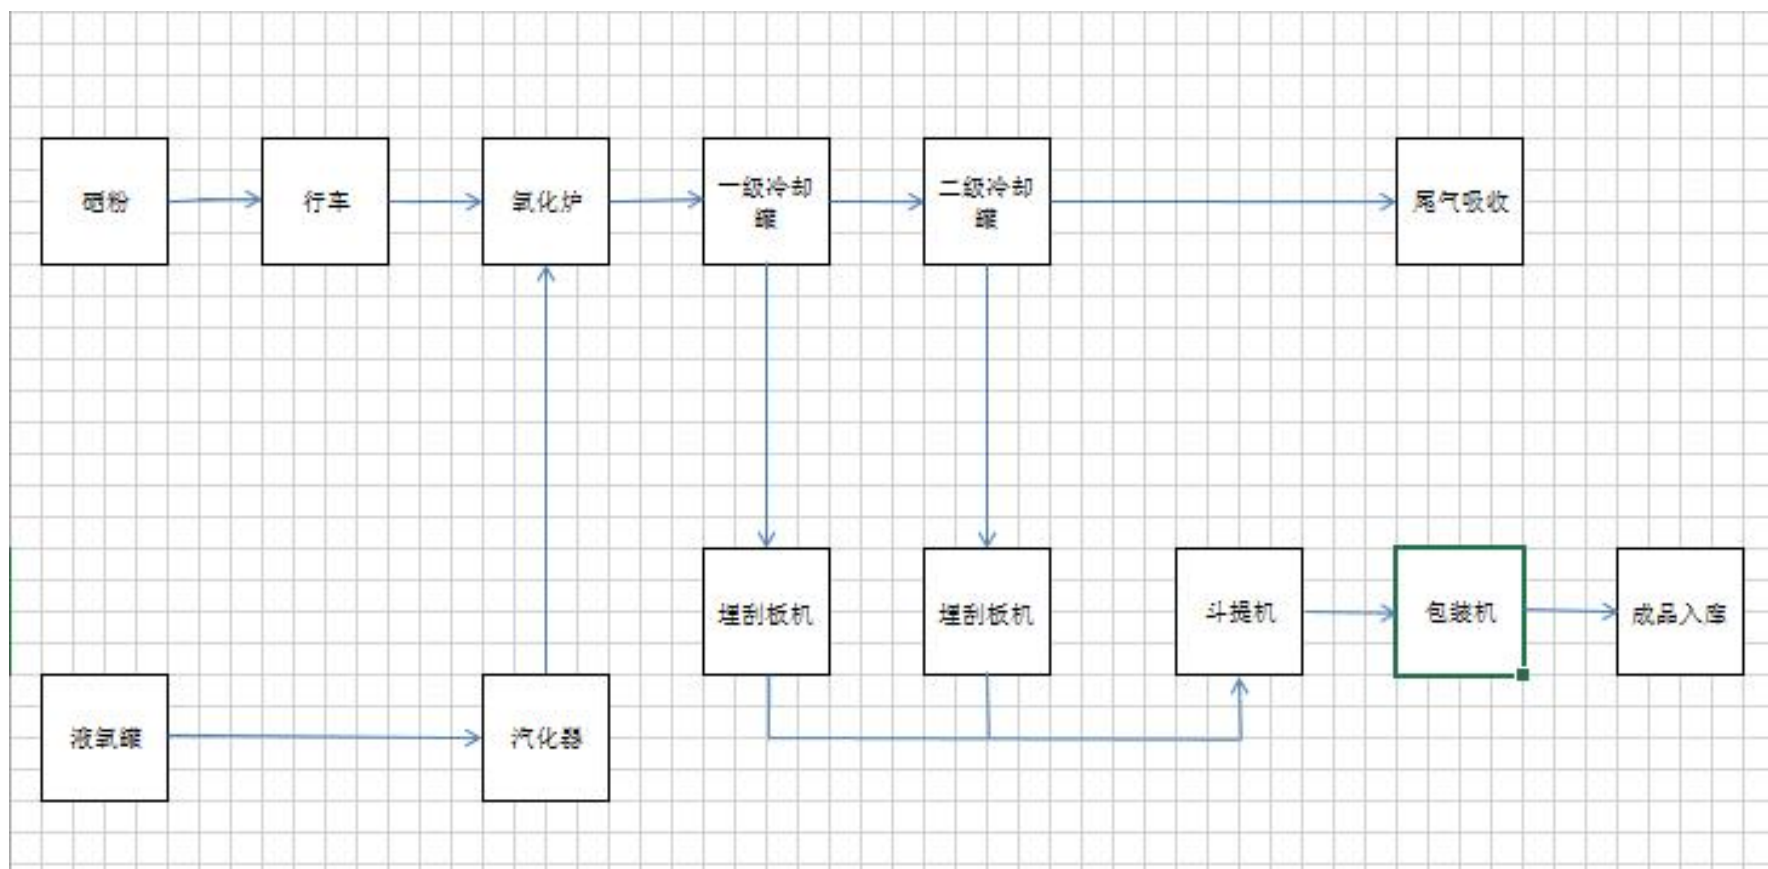 硒粉
行车
氧化炉
一级冷却
罐
二级冷却
罐
尾气吸收
埋刮板机
埋刮板机
斗提机
包装机
成品入库
液氧罐
汽化器